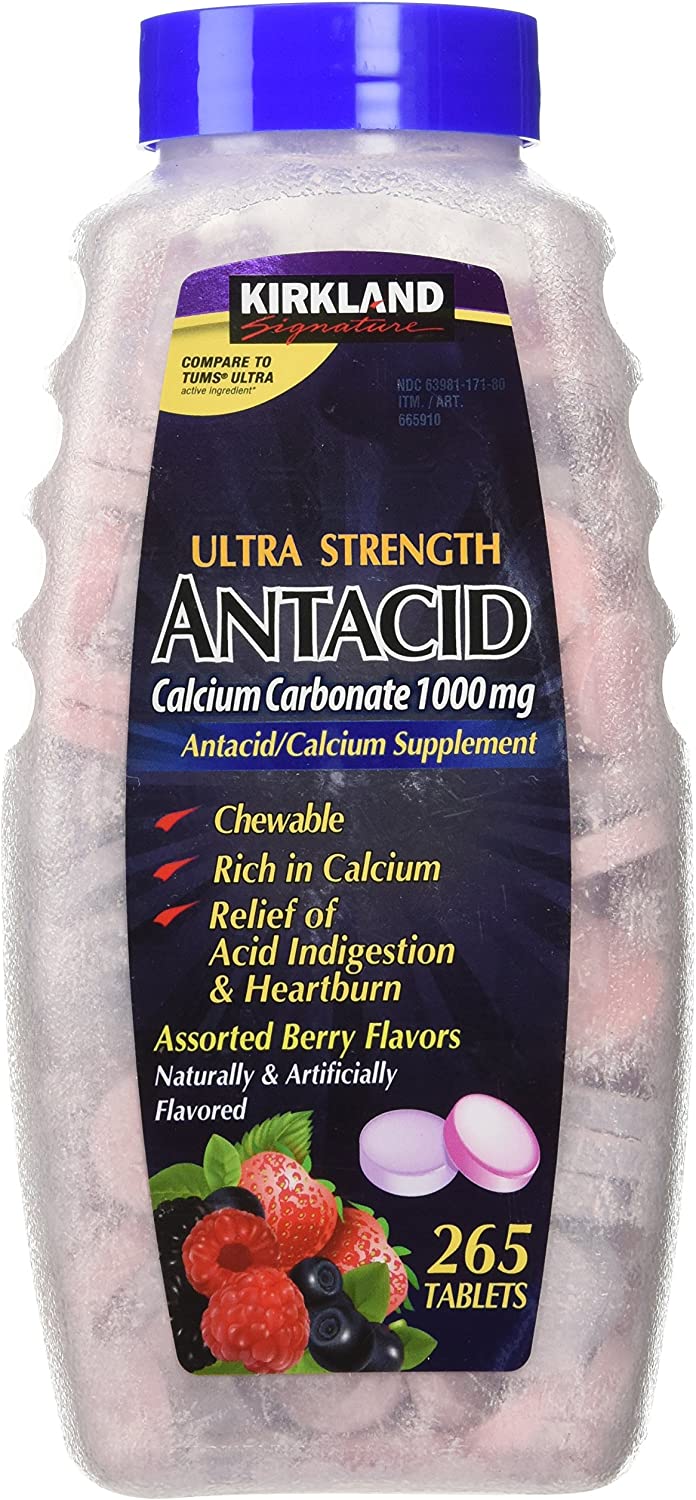 KIRKLAND
Signature
COMPARE TO
TUMS® ULTRA
active ingredient*
NDC 63981-171-80
ITM. / ART.
665910
ULTRA STRENGTH
ANTACID
Calcium Carbonate 1000 mg
Antacid/Calcium Supplement
Chewable
Rich in Calcium
Relief of
Acid Indigestion
& Heartburn
Assorted Berry Flavors
Naturally & Artificially
Flavored
265
TABLETS